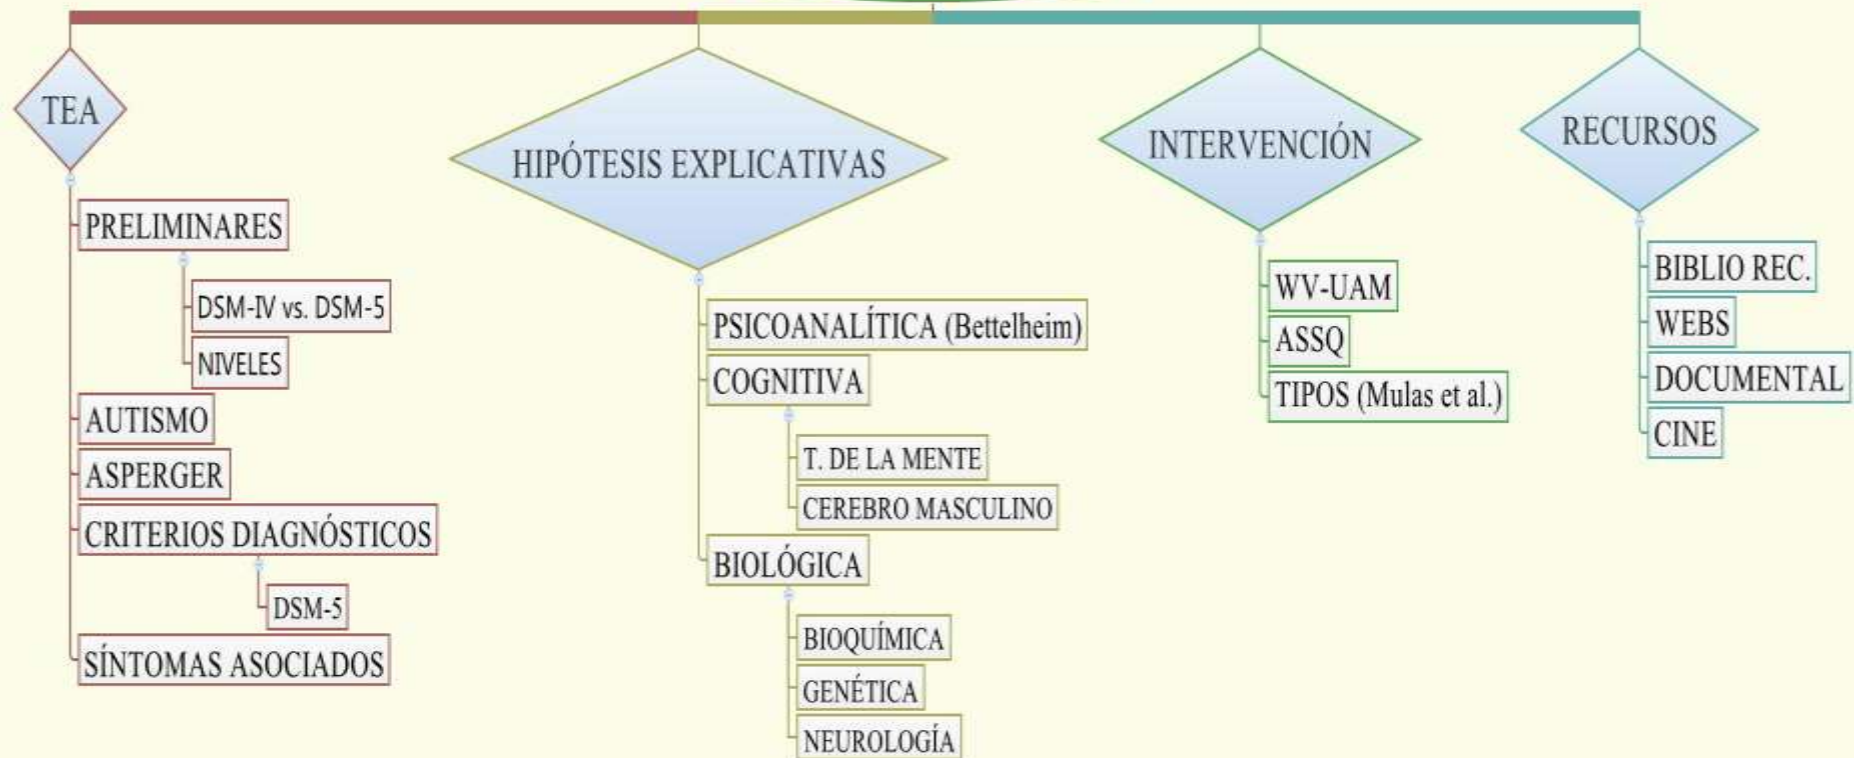 TEA
PRELIMINARES
DSM-IV vs. DSM-5
NIVELES
AUTISMO
ASPERGER
CRITERIOS DIAGNÓSTICOS
DSM-5
SÍNTOMAS ASOCIADOS
HIPÓTESIS EXPLICATIVAS
PSICOANALÍTICA (Bettelheim)
COGNITIVA
T. DE LA MENTE
CEREBRO MASCULINO
BIOLÓGICA
BIOQUÍMICA
GENÉTICA
NEUROLOGÍA
INTERVENCIÓN
WV-UAM
ASSQ
TIPOS (Mulas et al.)
RECURSOS
BIBLIO REC.
WEBS
DOCUMENTAL
CINE